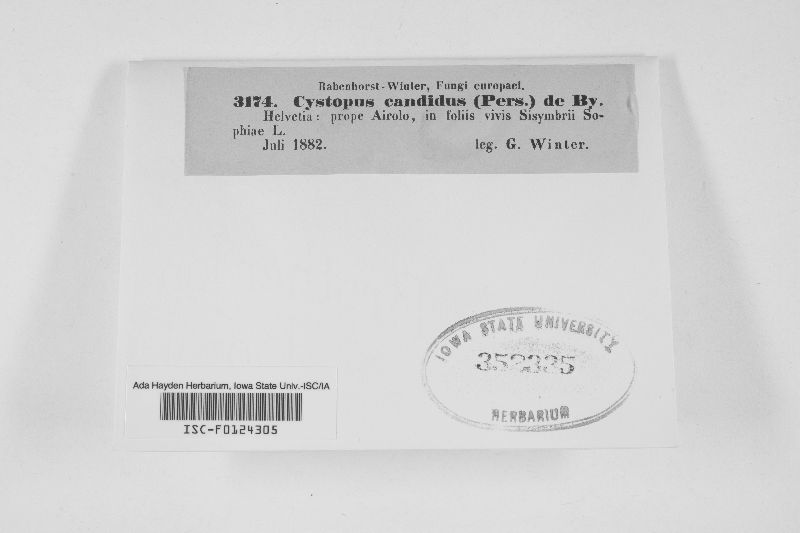 Rabenhorst-Winter, Fungi europaei.
3174. Cystopus candidus (Pers.) de By.
Helvetia: prope Airolo, in foliis vivis Sisymbrii So-
phiae L.
Juli 1882. leg. G. Winter.
IOWA STATE UNIVERSITY
HERBARIUM
Ada Hayden Herbarium, Iowa State Univ.-ISC/IA
ISC-F0124305